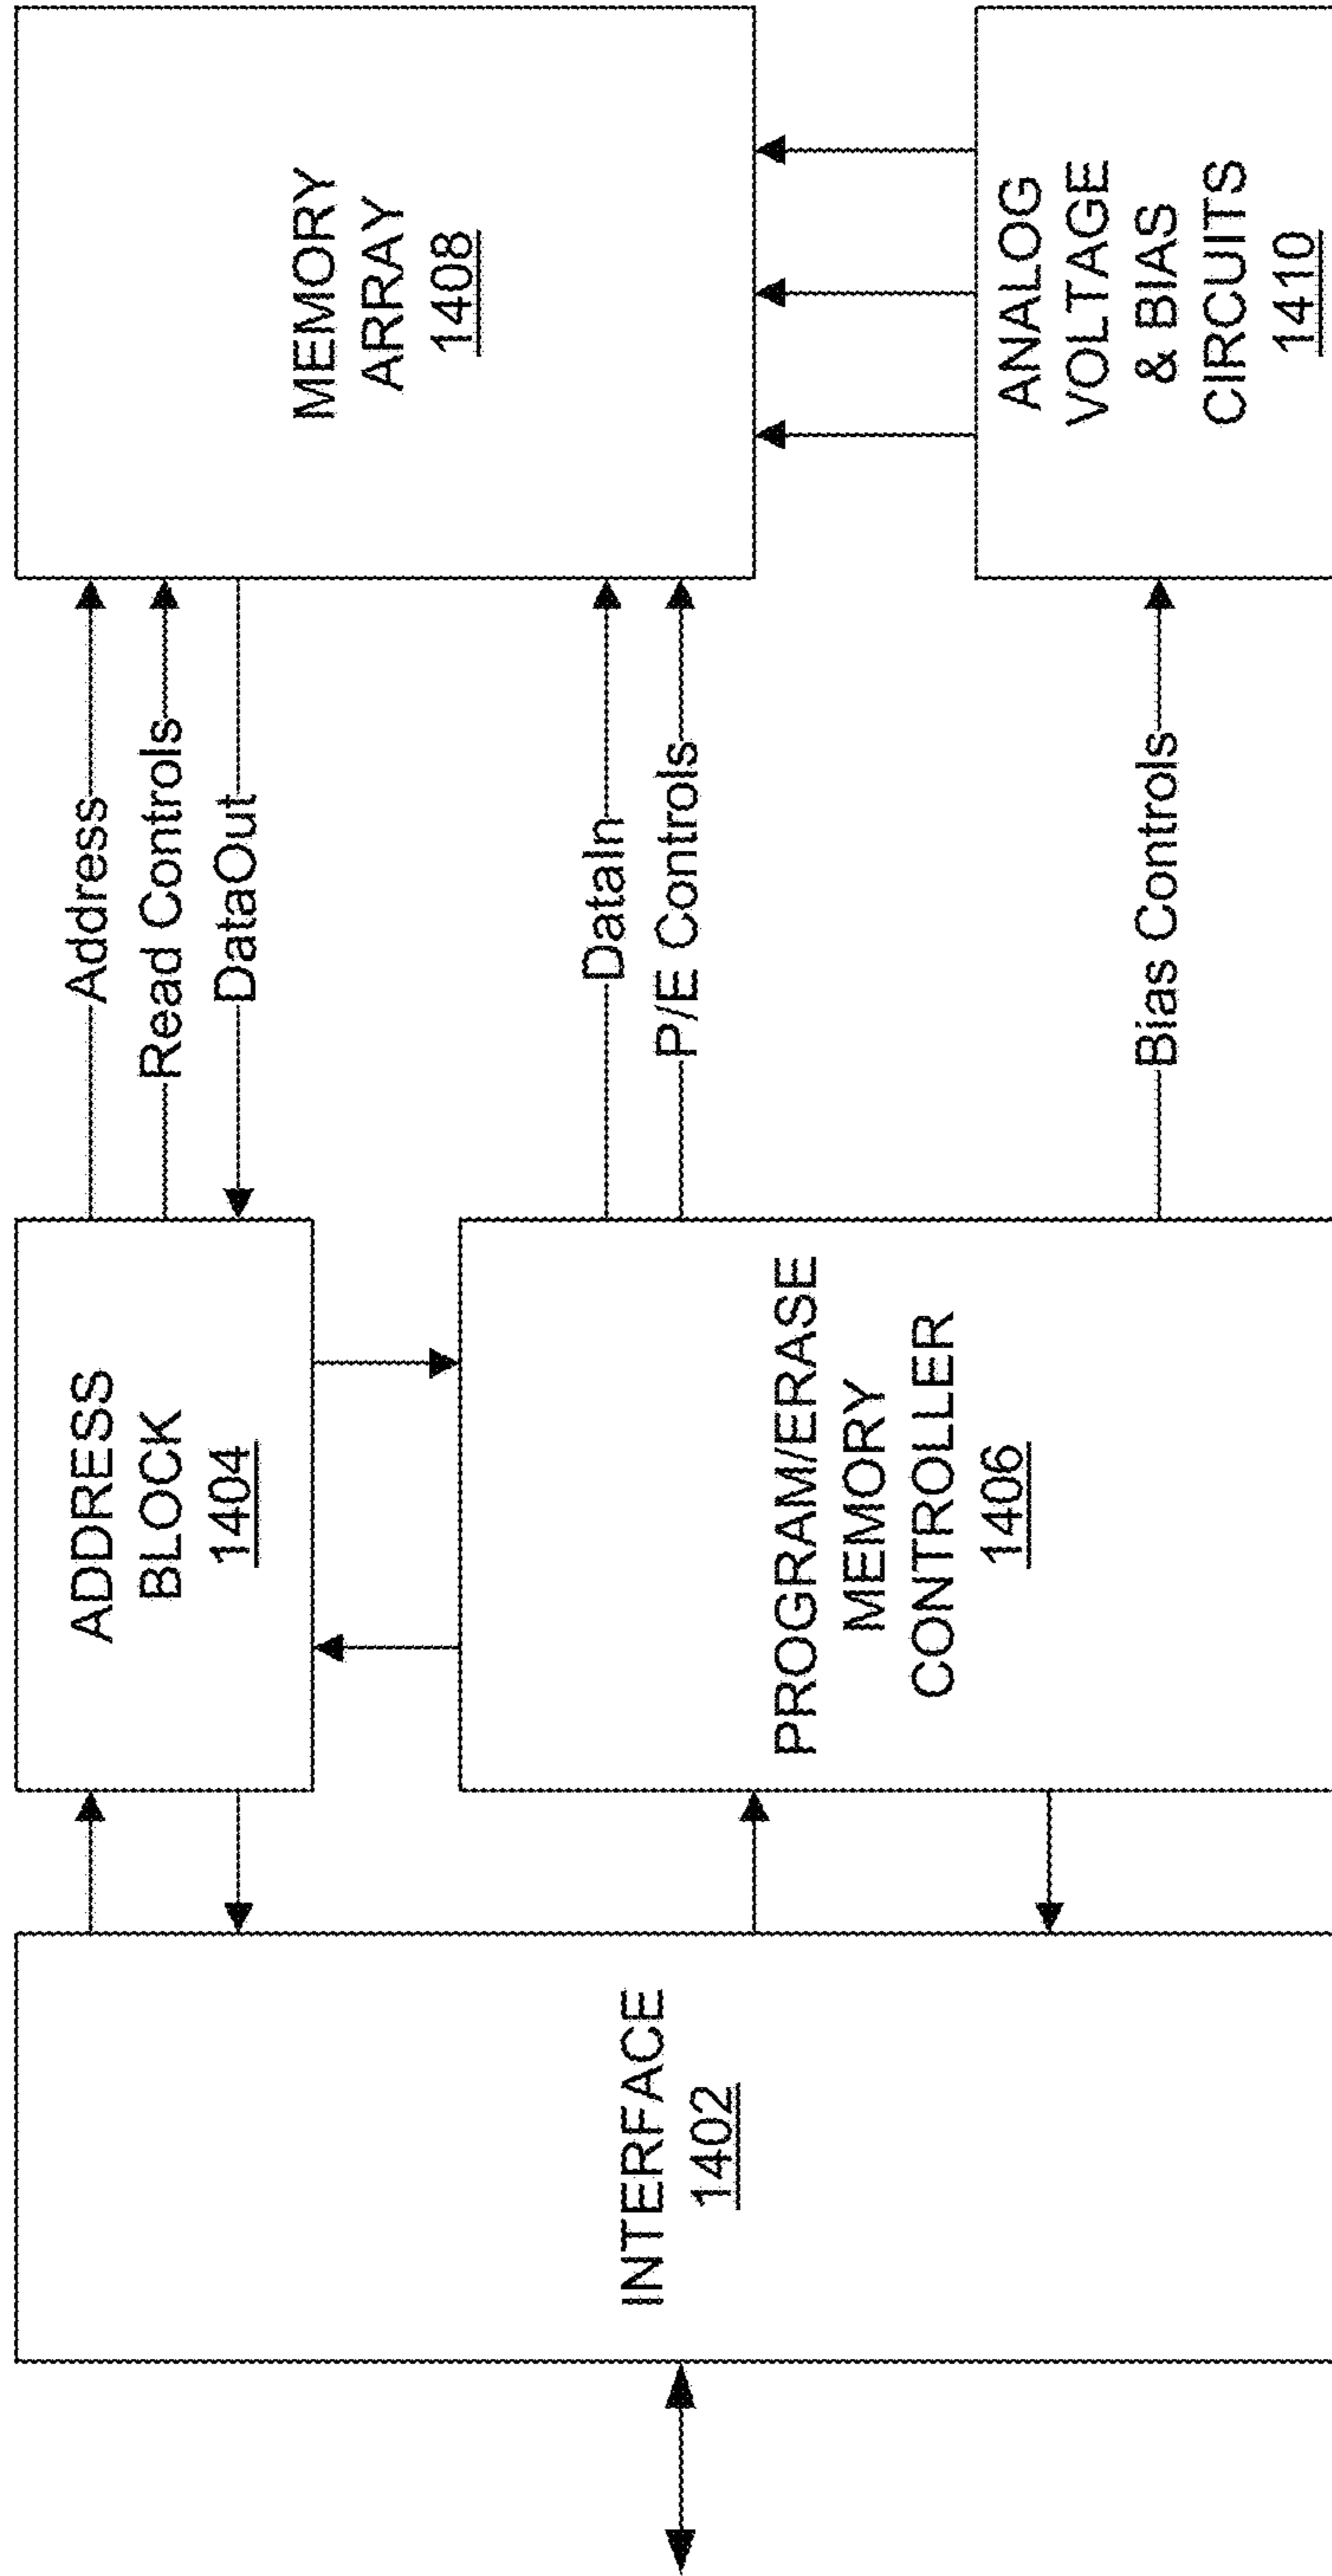 INTERFACE
1402
ADDRESS
BLOCK
1404
PROGRAM/ERASE
MEMORY
CONTROLLER
1406
Address
Read Controls
DataOut
DataIn
P/E Controls
Bias Controls
MEMORY
ARRAY
1408
ANALOG
VOLTAGE
& BIAS
CIRCUITS
1410